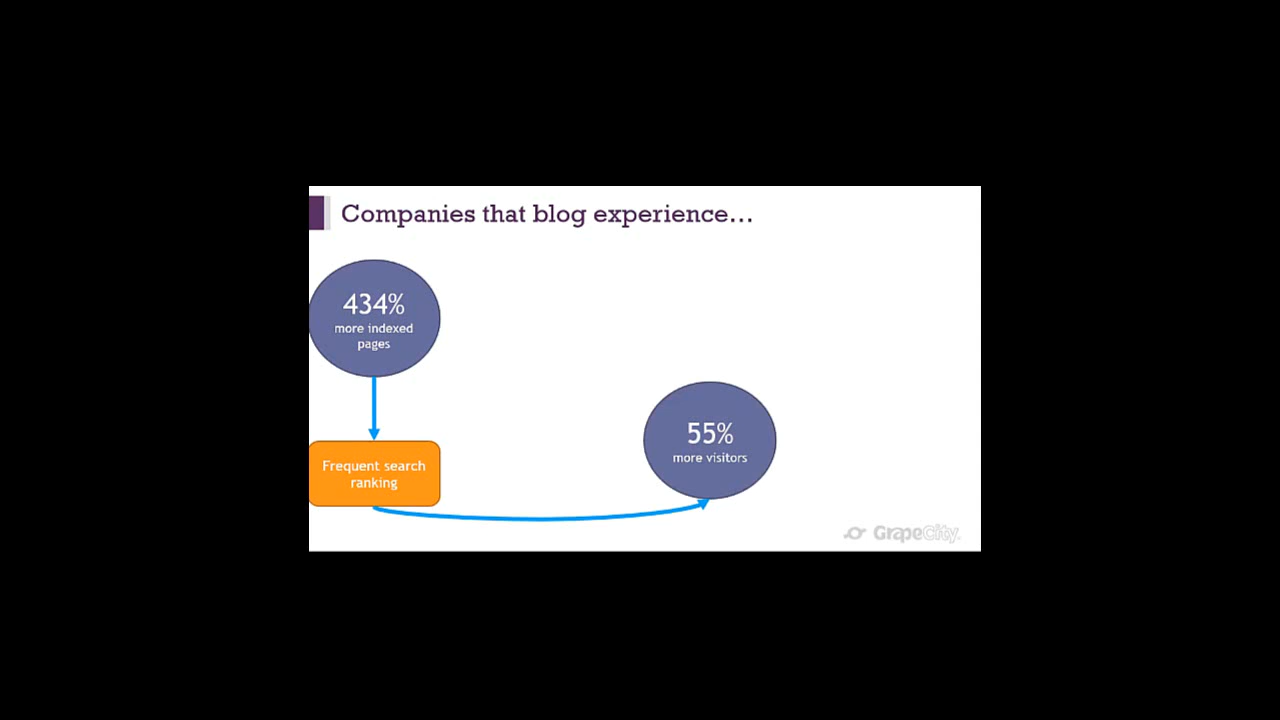 Companies that blog experience...
434%
more indexed
pages
Frequent search
ranking
55%
more visitors
GrapeCity